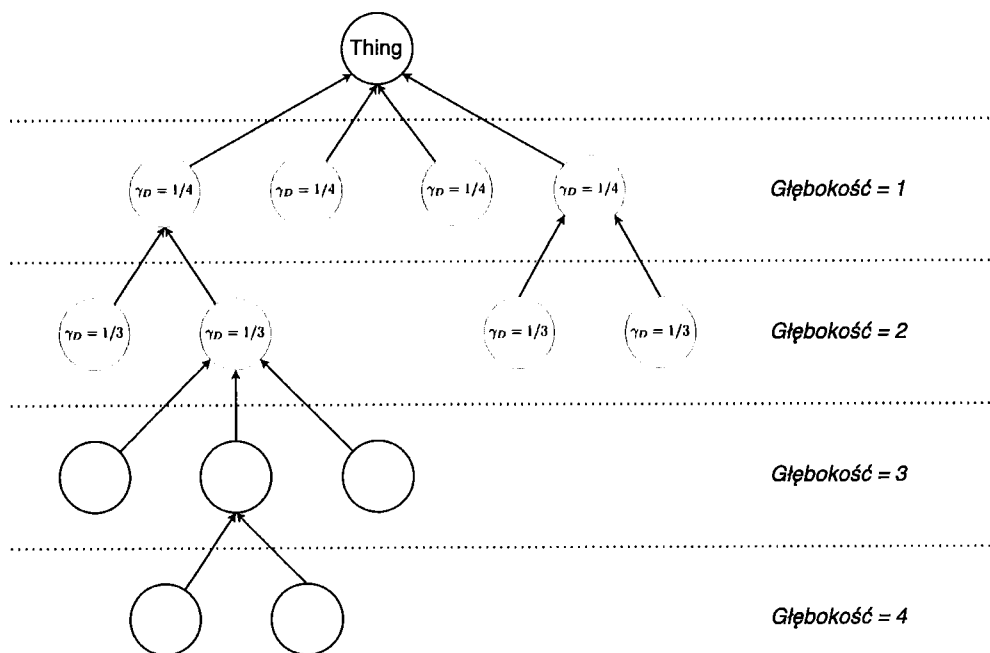 Thing
γD = 1/4 γD = 1/4 γD = 1/4 γD = 1/4 Głębokość = 1
γD = 1/3 γD = 1/3 γD = 1/3 γD = 1/3 Głębokość = 2
Głębokość = 3
Głębokość = 4